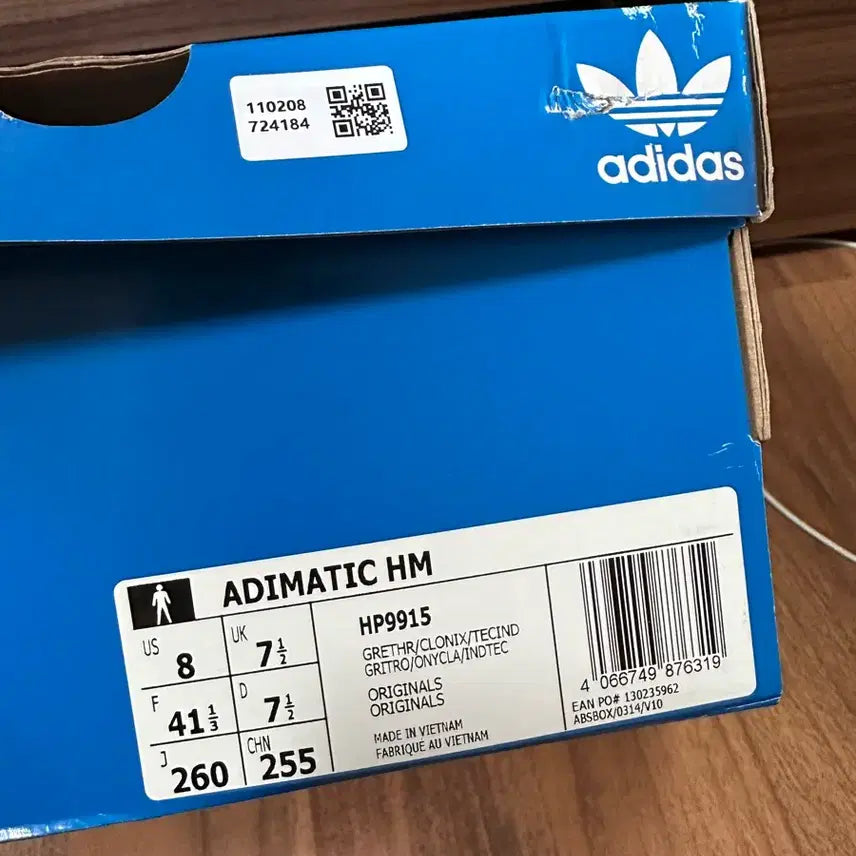 110208
724184
adidas
ADIMATIC HM
US 8
UK 7½
F 41⅓
D 7½
J 260
CHN 255
HP9915
GRETHR/CLONIX/TECIND
GRITRO/ONYCLA/INDTEC
ORIGINALS
ORIGINALS
MADE IN VIETNAM
FABRIQUÉ AU VIETNAM
4 066749 876319
EAN PO# 130235962
ABSBOX/0314/V10